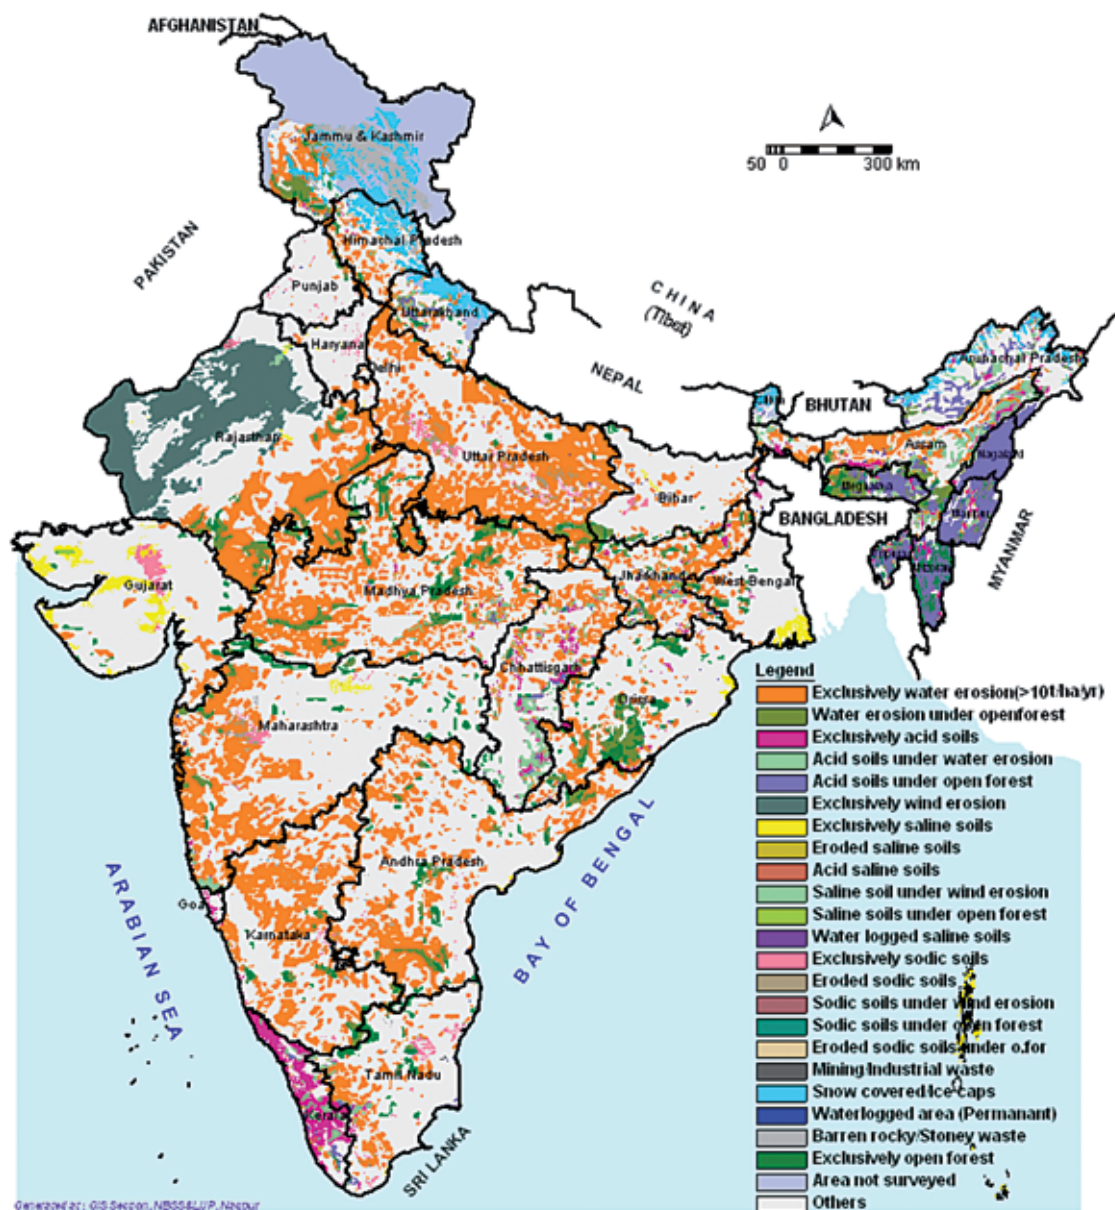 AFGHANISTAN
Jammu & Kashmir
50 0 300 km
PAKISTAN
Himachal Pradesh
Punjab
Uttarakhand
CHINA
(Tibet)
Haryana
Delhi
NEPAL
Arunachal Pradesh
BHUTAN
Rajasthan
Uttar Pradesh
Assam
Nagaland
Bihar
Meghalaya
Manipur
BANGLADESH
MYANMAR
Gujarat
Madhya Pradesh
Jharkhand
West-Bengal
Tripura
Chhattisgarh
Orissa
Maharashtra
Andhra Pradesh
Goa
Karnataka
ARABIAN SEA
BAY OF BENGAL
Tamil Nadu
Kerala
SRI LANKA
Legend
Exclusively water erosion(>10t/ha/yr)
Water erosion under openforest
Exclusively acid soils
Acid soils under water erosion
Acid soils under open forest
Exclusively wind erosion
Exclusively saline soils
Eroded saline soils
Acid saline soils
Saline soil under wind erosion
Saline soils under open forest
Water logged saline soils
Exclusively sodic soils
Eroded sodic soils
Sodic soils under wind erosion
Sodic soils under open forest
Eroded sodic soils under o.for
Mining/Industrial waste
Snow covered/Ice caps
Waterlogged area (Permanant)
Barren rocky/Stoney waste
Exclusively open forest
Area not surveyed
Others
Generated at: GIS Section, NBSS&LUP, Nagpur